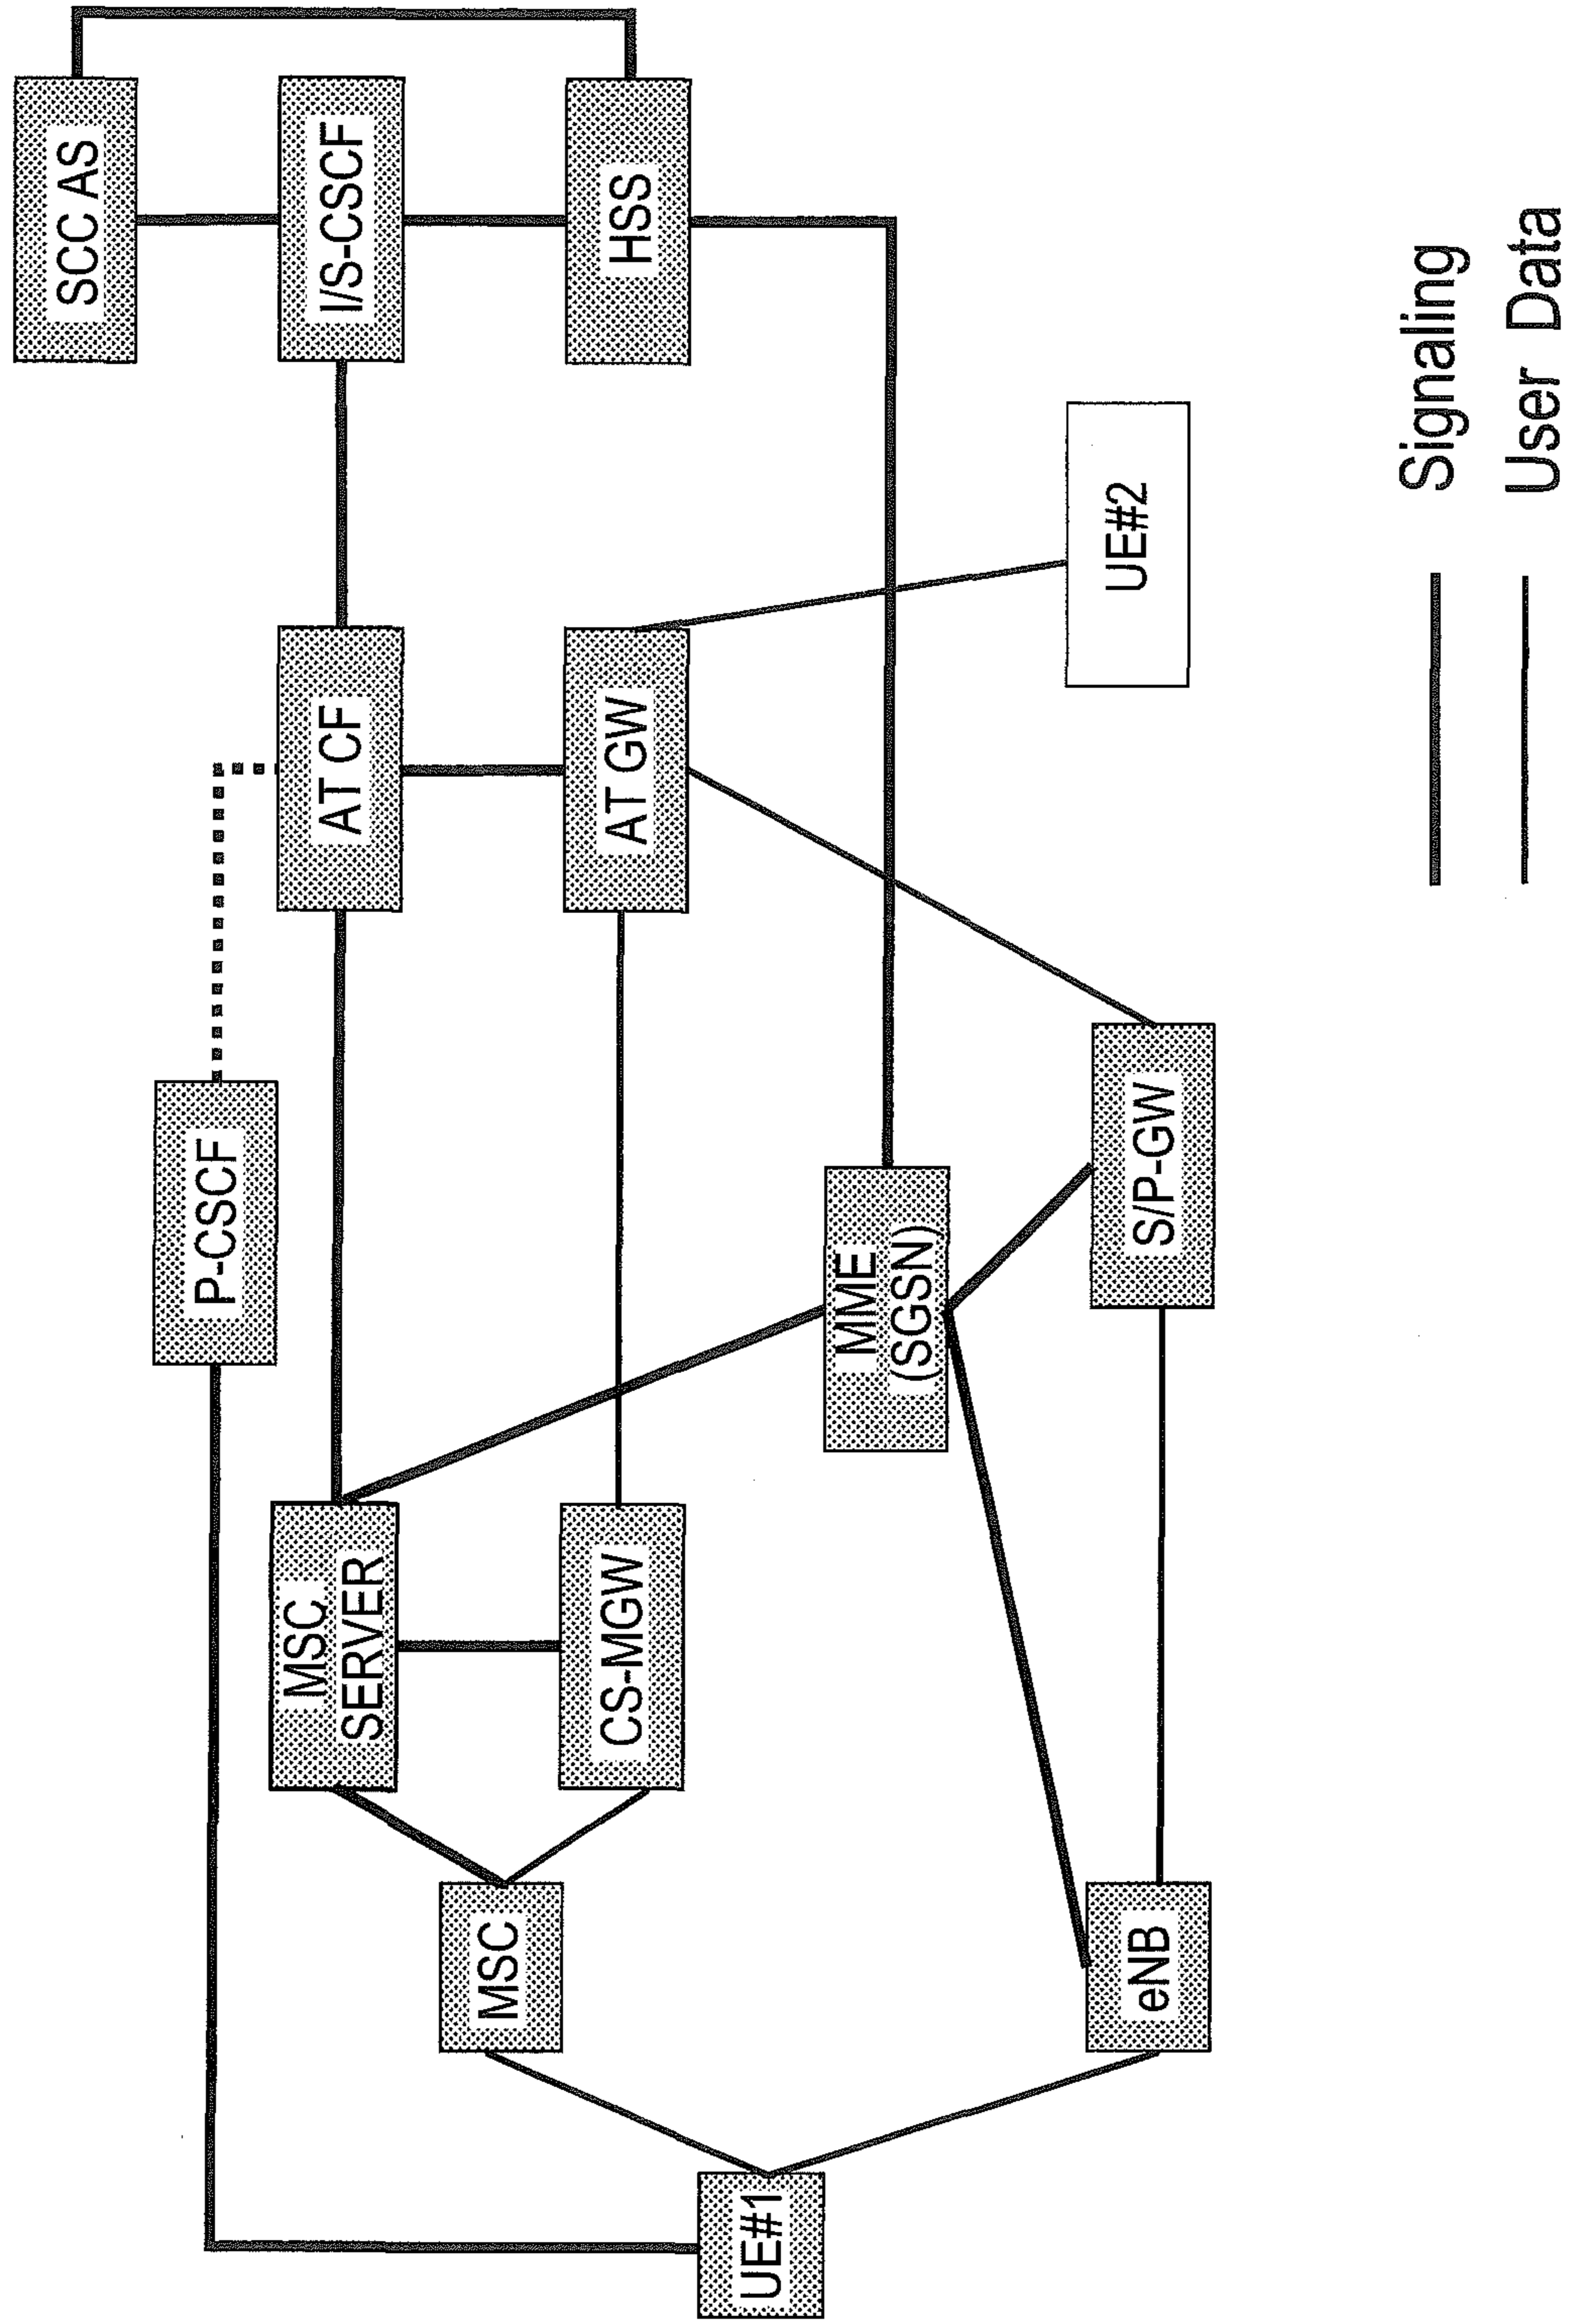 SCC AS
P-CSCF
I/S-CSCF
AT CF
MSC
SERVER
HSS
AT GW
CS-MGW
MSC
UE#1
MME
(SGSN)
UE#2
S/P-GW
eNB
Signaling
User Data